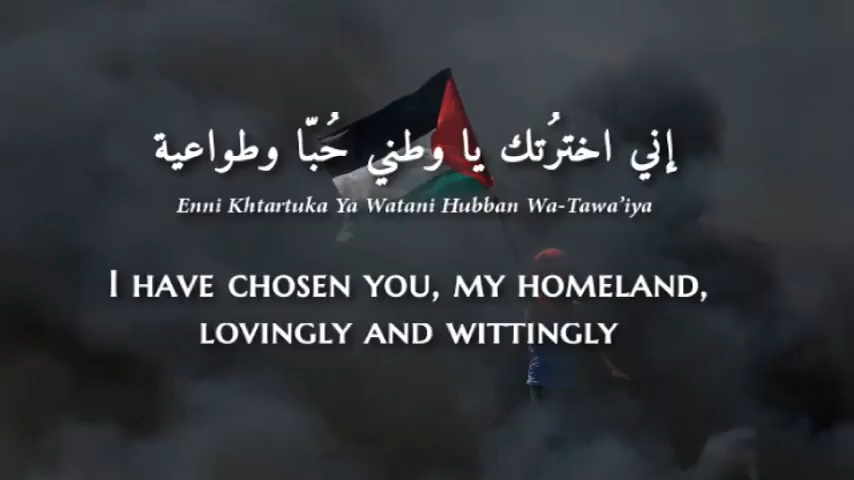 إني اخترُتك يا وطني حُبّا وطواعية
Enni Khtartuka Ya Watani Hubban Wa-Tawa'iya
I HAVE CHOSEN YOU, MY HOMELAND,
LOVINGLY AND WITTINGLY